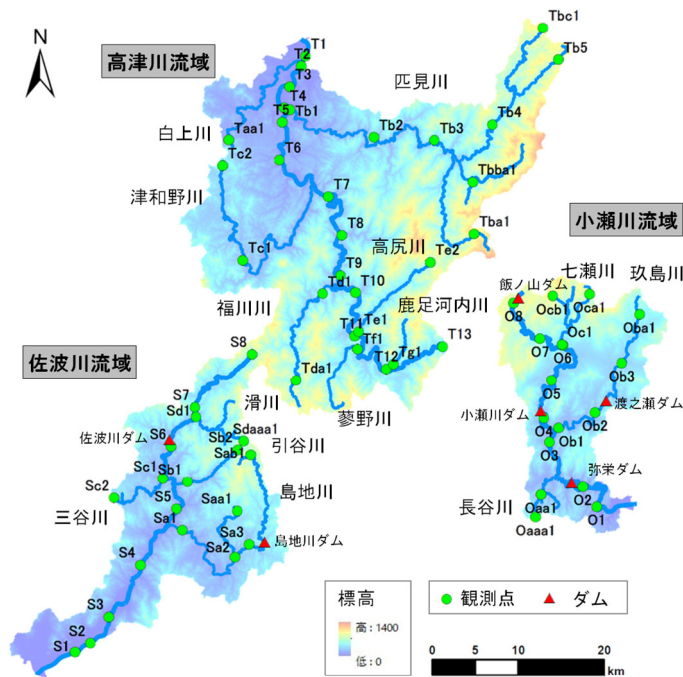 N
高津川流域
T1
T2
T3
T4
T5
Tb1
T6
白上川
Taa1
Tc2
津和野川
Tc1
匹見川
Tbc1
Tb5
Tb2
Tb3
Tb4
Tbba1
Tba1
T7
T8
高尻川
Te2
T9
Td1
T10
福川川
鹿足河内川
T11
Te1
Tf1
T13
T12
Tg1
Tda1
蓼野川
小瀬川流域
飯ノ山ダム
七瀬川
玖島川
O8
Ocb1
Oca1
Oba1
O7
Oc1
O6
Ob3
O5
渡之瀬ダム
小瀬川ダム
O4
Ob2
Ob1
O3
弥栄ダム
O2
長谷川
Oaa1
O1
Oaaa1
佐波川流域
S8
S7
Sd1
滑川
佐波川ダム
S6
Sb2
Sdaaa1
引谷川
Sab1
Sc1
Sb1
Sc2
島地川
三谷川
S5
Saa1
Sa1
Sa3
Sa2
島地川ダム
S4
S3
S2
S1
標高
高 : 1400
低 : 0
観測点
ダム
0 5 10 20
km